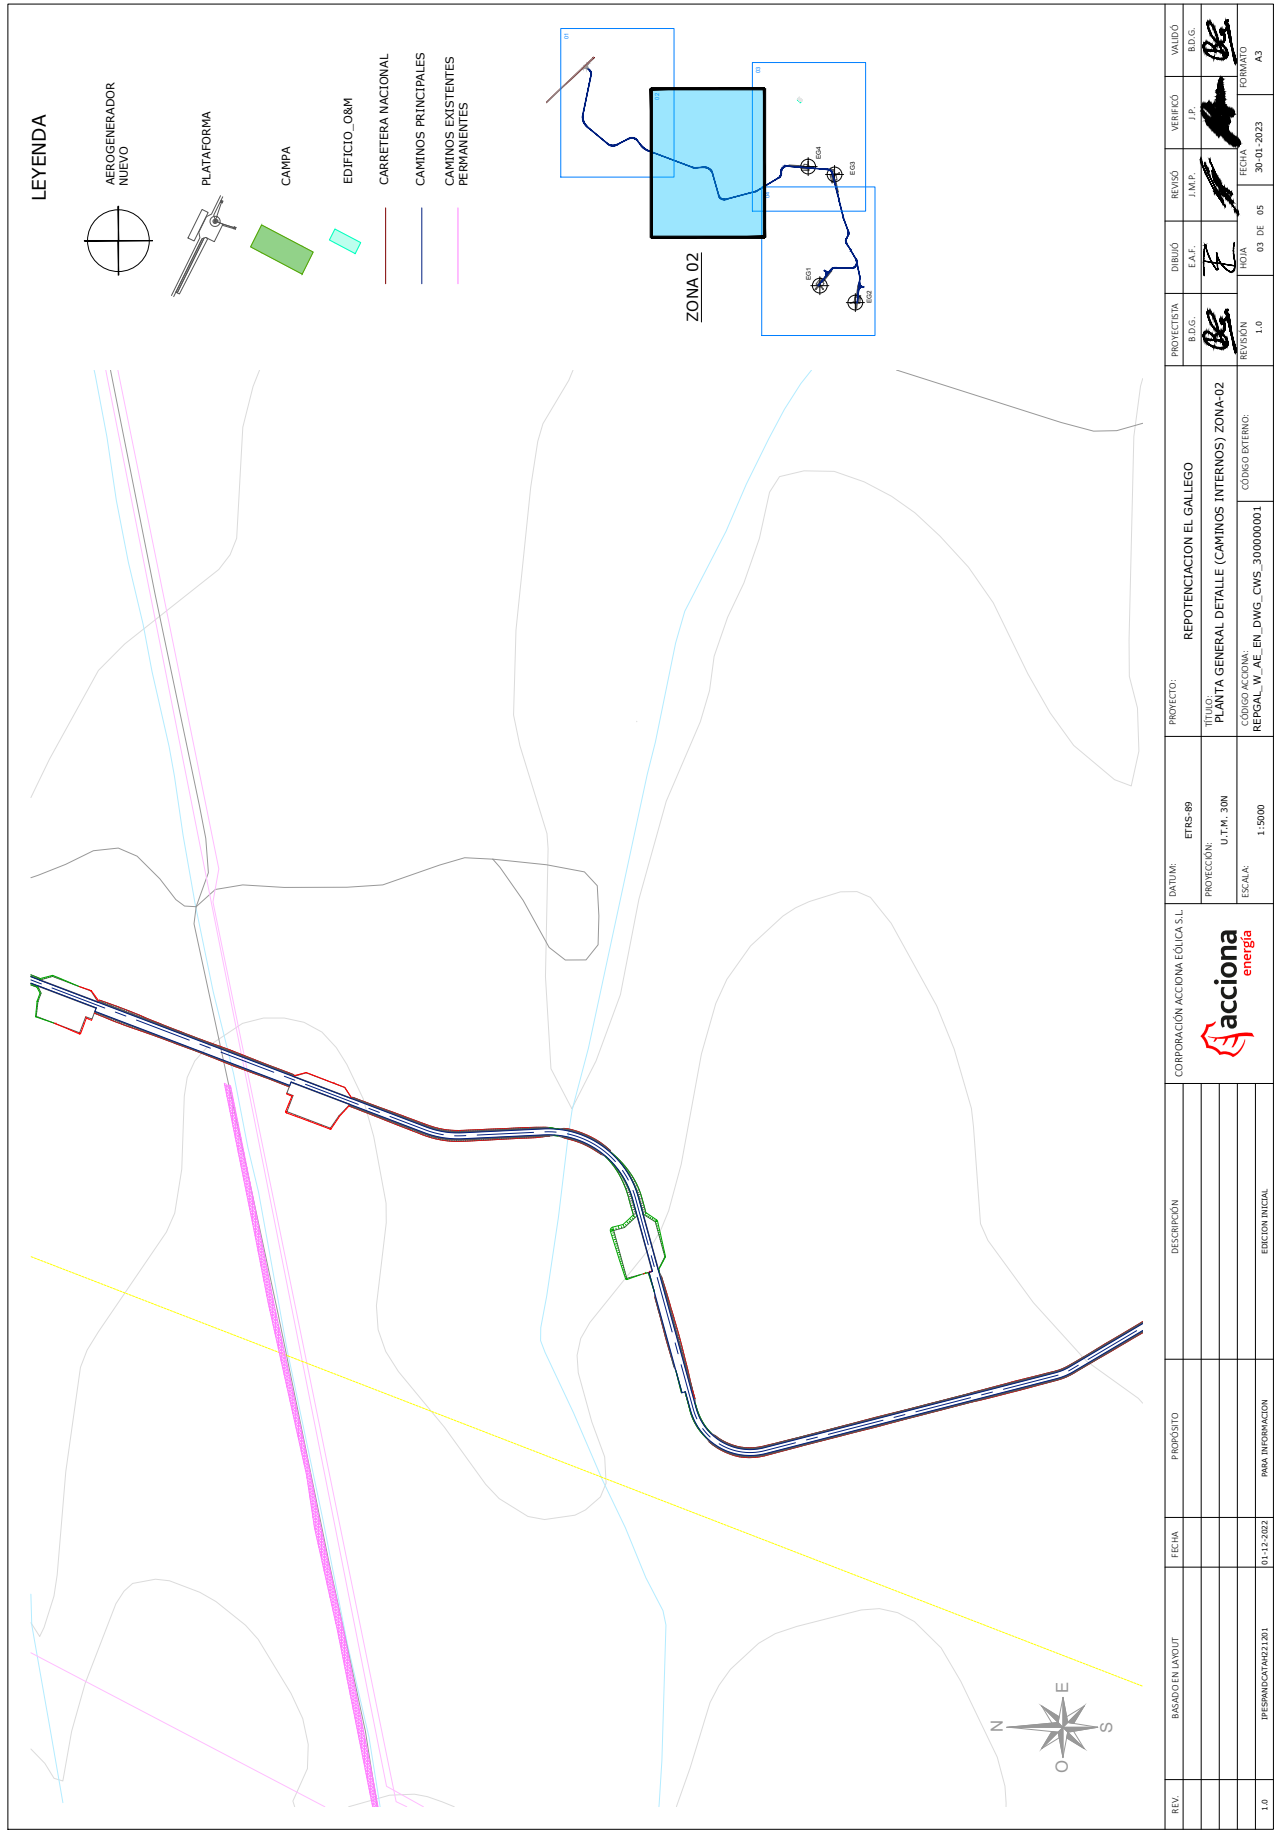 LEYENDA
AEROGENERADOR
NUEVO
PLATAFORMA
CAMPA
EDIFICIO_O&M
CARRETERA NACIONAL
CAMINOS PRINCIPALES
CAMINOS EXISTENTES
PERMANENTES
01
02
03
EG4
EG3
EG1
EG2
ZONA 02
N
E
S
O
REV.
BASADO EN LAYOUT
FECHA
PROPÓSITO
DESCRIPCIÓN
1.0
IPESPANDCATAH221201
01-12-2022
PARA INFORMACION
EDICION INICIAL
CORPORACIÓN ACCIONA EÓLICA S.L.
acciona
energía
DATUM:
ETRS-89
PROYECCIÓN:
U.T.M. 30N
ESCALA:
1:5000
PROYECTO:
REPOTENCIACION EL GALLEGO
TÍTULO:
PLANTA GENERAL DETALLE (CAMINOS INTERNOS) ZONA-02
CÓDIGO ACCIONA:
REPGAL_W_AE_EN_DWG_CWS_300000001
CÓDIGO EXTERNO:
PROYECTISTA
DIBUJÓ
REVISÓ
VERIFICÓ
VALIDÓ
B.D.G.
E.A.F.
J.M.P.
J.P.
B.D.G.
REVISIÓN
1.0
HOJA
03 DE 05
FECHA
30-01-2023
FORMATO
A3